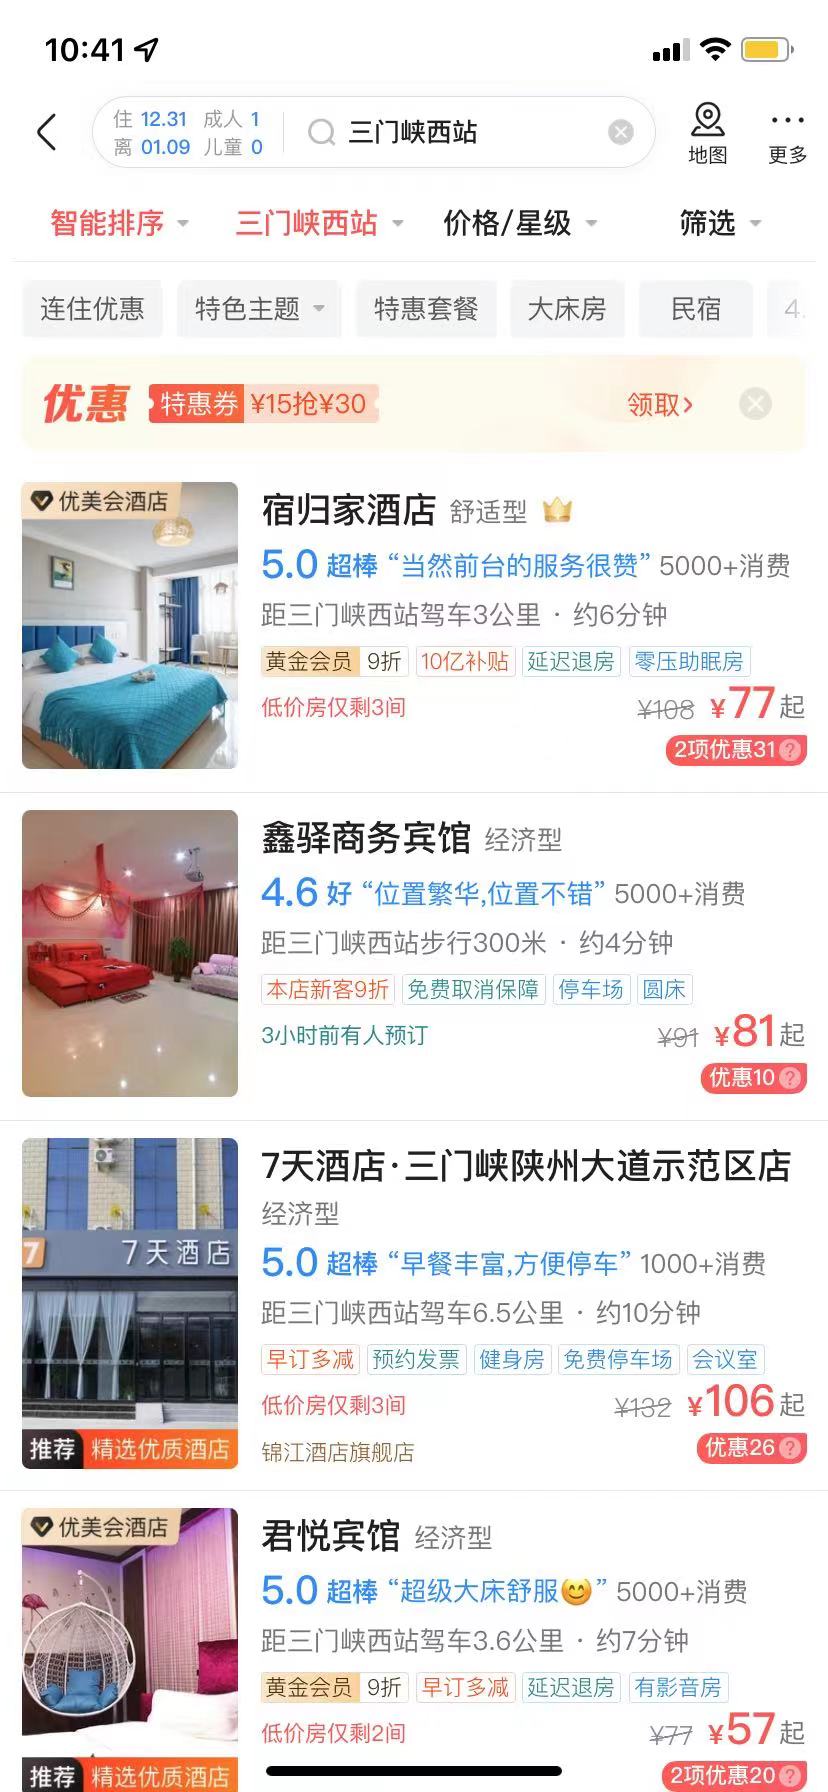 10:41
住 12.31 成人 1
离 01.09 儿童 0
三门峡西站
地图
更多
智能排序 三门峡西站 价格/星级 筛选
连住优惠 特色主题 特惠套餐 大床房 民宿 4.
优惠 特惠券 ¥15抢¥30 领取
优美会酒店
宿归家酒店 舒适型
5.0 超棒 “当然前台的服务很赞” 5000+消费
距三门峡西站驾车3公里 · 约6分钟
黄金会员 9折 10亿补贴 延迟退房 零压助眠房
低价房仅剩3间 ¥108 ¥77起
2项优惠31?
鑫驿商务宾馆 经济型
4.6 好 “位置繁华,位置不错” 5000+消费
距三门峡西站步行300米 · 约4分钟
本店新客9折 免费取消保障 停车场 圆床
3小时前有人预订 ¥91 ¥81起
优惠10?
7天酒店
7
推荐 精选优质酒店
7天酒店·三门峡陕州大道示范区店
经济型
5.0 超棒 “早餐丰富,方便停车” 1000+消费
距三门峡西站驾车6.5公里 · 约10分钟
早订多减 预约发票 健身房 免费停车场 会议室
低价房仅剩3间 ¥132 ¥106起
锦江酒店旗舰店 优惠26?
优美会酒店
推荐 精选优质酒店
君悦宾馆 经济型
5.0 超棒 “超级大床舒服😊” 5000+消费
距三门峡西站驾车3.6公里 · 约7分钟
黄金会员 9折 早订多减 延迟退房 有影音房
低价房仅剩2间 ¥77 ¥57起
2项优惠20?